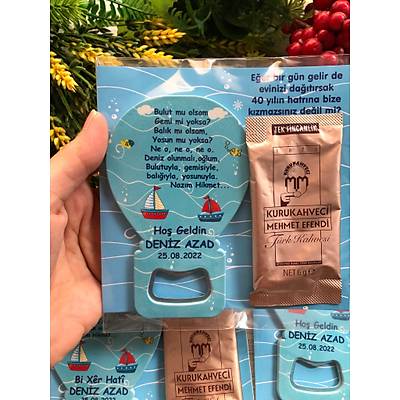 Bulut mu olsam
Gemi mi yoksa?
Balık mı olsam,
Yosun mu yoksa?
Ne o, ne o, ne o.
Deniz olunmalı,oğlum,
Bulutuyla, gemisiyle,
balığıyla, yosunuyla.
Nazım Hikmet...
Hoş Geldin
DENİZ AZAD
25.08.2022
Eğer bir gün gelir de
evinizi dağıtırsak
40 yılın hatrına bize
kızmazsınız değil mi?
TEK FİNCANLIK
KURUKAHVECİ
MM
KURUKAHVECİ
MEHMET EFENDİ
Türk Kahvesi
NET 6 g e
Bi Xêr Hatî
DENİZ AZAD
25.08.2022
MM
KURUKAHVECİ
MEHMET EFENDİ
Hoş Geldin
DENİZ AZAD
25.08.2022